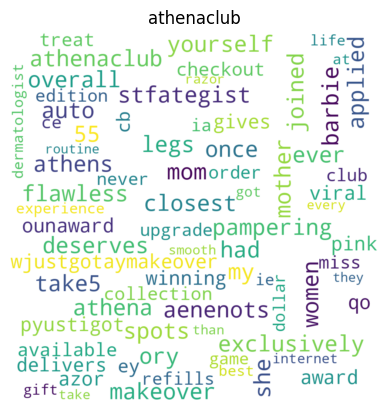 athenaclub
treat yourself life
athenaclub checkout at
dermatologist overall razor joined barbie applied
edition stfategist
auto cb ia gives
ce 55 legs once
routine athens never mom order mother ever
flawless closest got club viral
experience ounaward upgrade pampering every
deserves had smooth pink
wjustgotaymakeover my
take5 winning ie women miss they
collection dollar
athena aenenots qo
pyustigot spots than exclusively
available ory game she internet
delivers ey best
azor refills award
gift take makeover